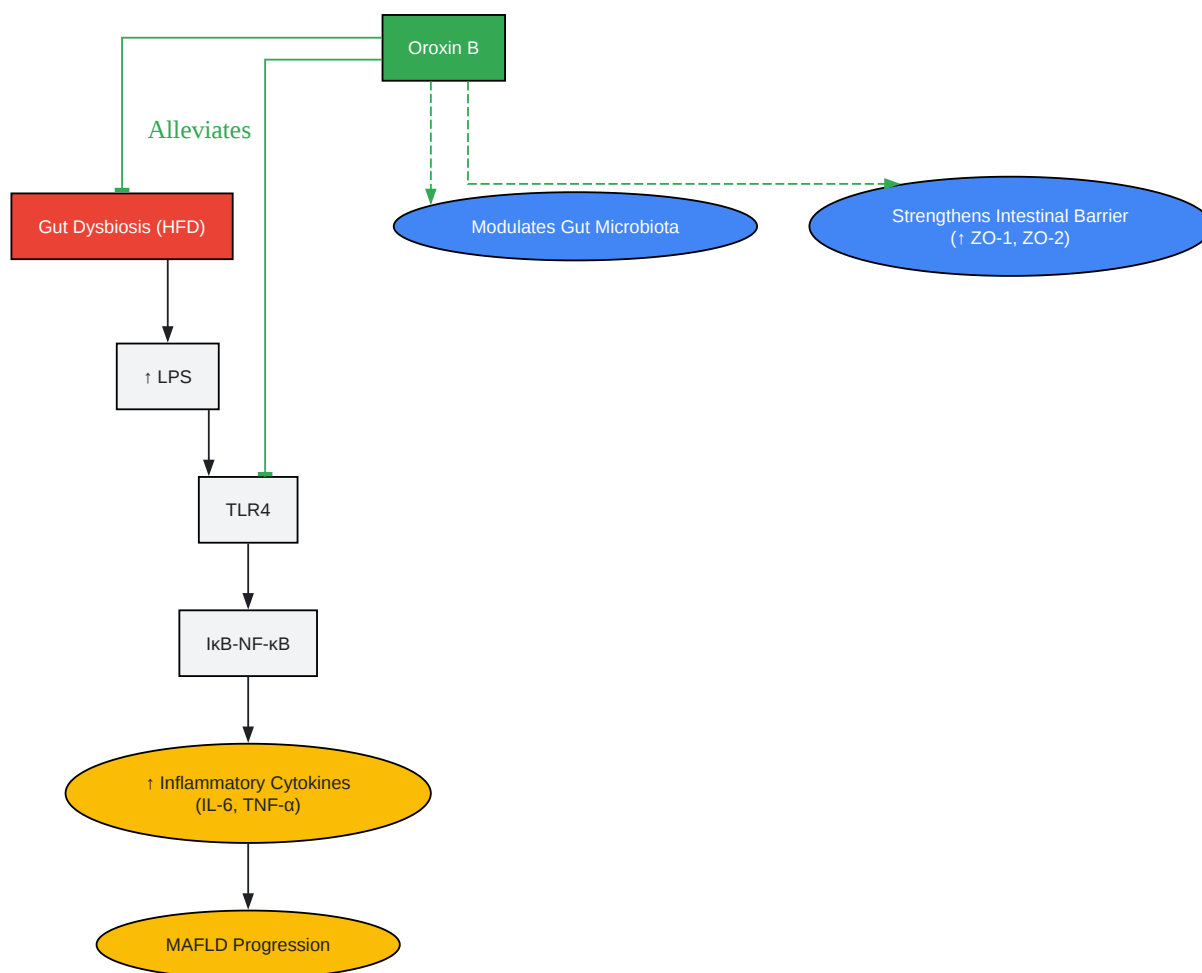 Oroxin B
Alleviates
Gut Dysbiosis (HFD)
Modulates Gut Microbiota
Strengthens Intestinal Barrier
(↑ ZO-1, ZO-2)
↑ LPS
TLR4
IκB-NF-κB
↑ Inflammatory Cytokines
(IL-6, TNF-α)
MAFLD Progression